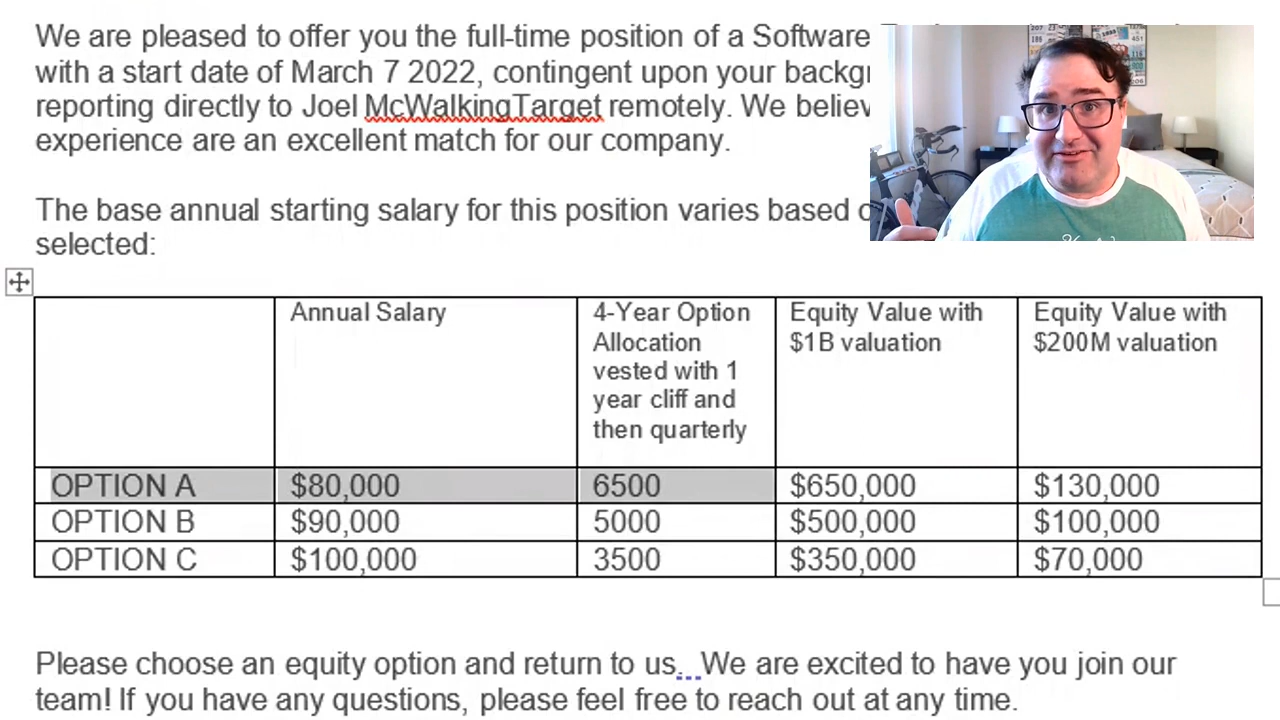 We are pleased to offer you the full-time position of a Software
with a start date of March 7 2022, contingent upon your
reporting directly to Joel McWalkingTarget remotely. We
experience are an excellent match for our company.
The base annual starting salary for this position varies based
selected:
Annual Salary
4-Year Option
Allocation
vested with 1
year cliff and
then quarterly
Equity Value with
$1B valuation
Equity Value with
$200M valuation
OPTION A $80,000 6500 $650,000 $130,000
OPTION B $90,000 5000 $500,000 $100,000
OPTION C $100,000 3500 $350,000 $70,000
Please choose an equity option and return to us. We are excited to have you join our
team! If you have any questions, please feel free to reach out at any time.